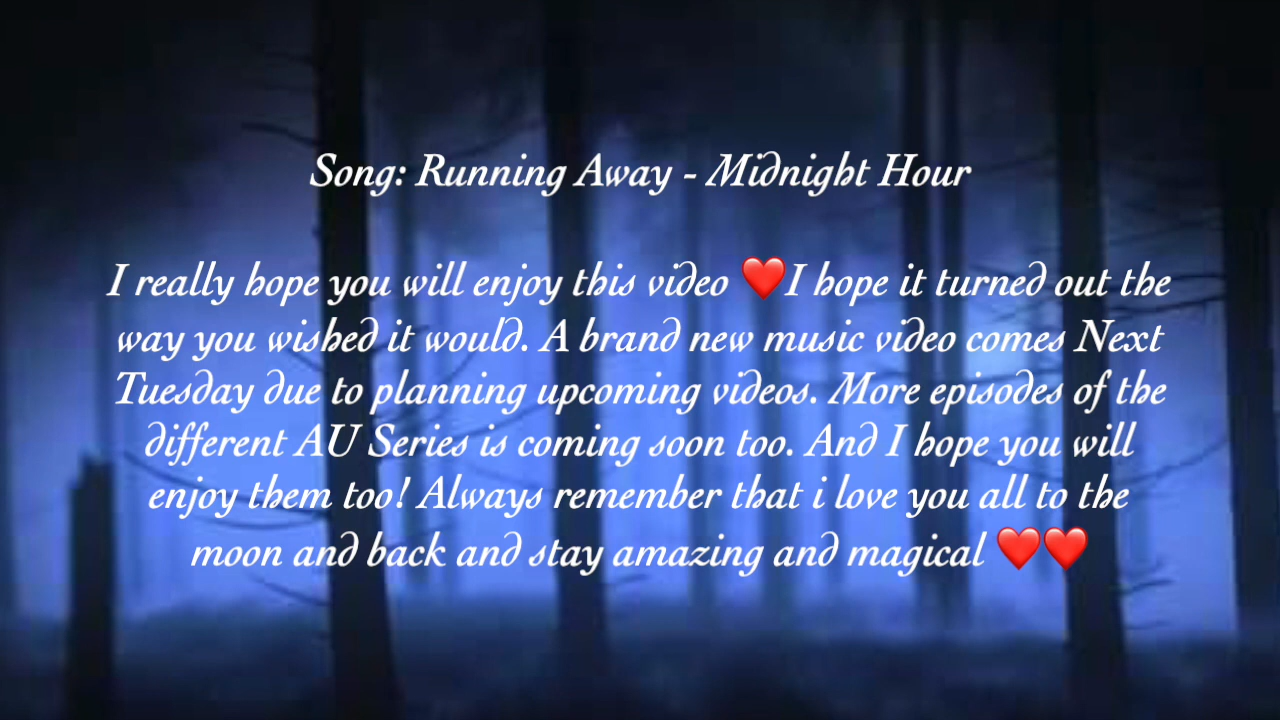 Song: Running Away - Midnight Hour
I really hope you will enjoy this video ❤️I hope it turned out the
way you wished it would. A brand new music video comes Next
Tuesday due to planning upcoming videos. More episodes of the
different AU Series is coming soon too. And I hope you will
enjoy them too! Always remember that i love you all to the
moon and back and stay amazing and magical ❤️❤️